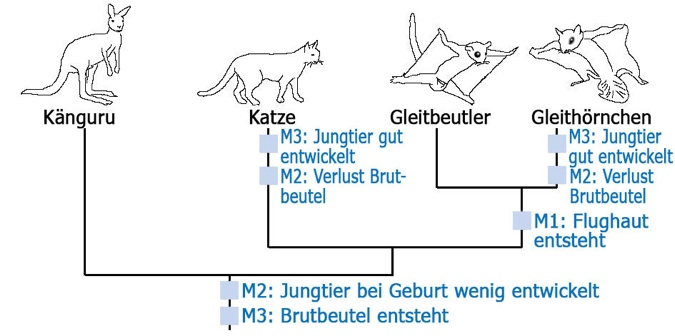 Känguru
Katze
Gleitbeutler
Gleithörnchen
M3: Jungtier gut
entwickelt
M2: Verlust Brut-
beutel
M3: Jungtier
gut entwickelt
M2: Verlust
Brutbeutel
M1: Flughaut
entsteht
M2: Jungtier bei Geburt wenig entwickelt
M3: Brutbeutel entsteht